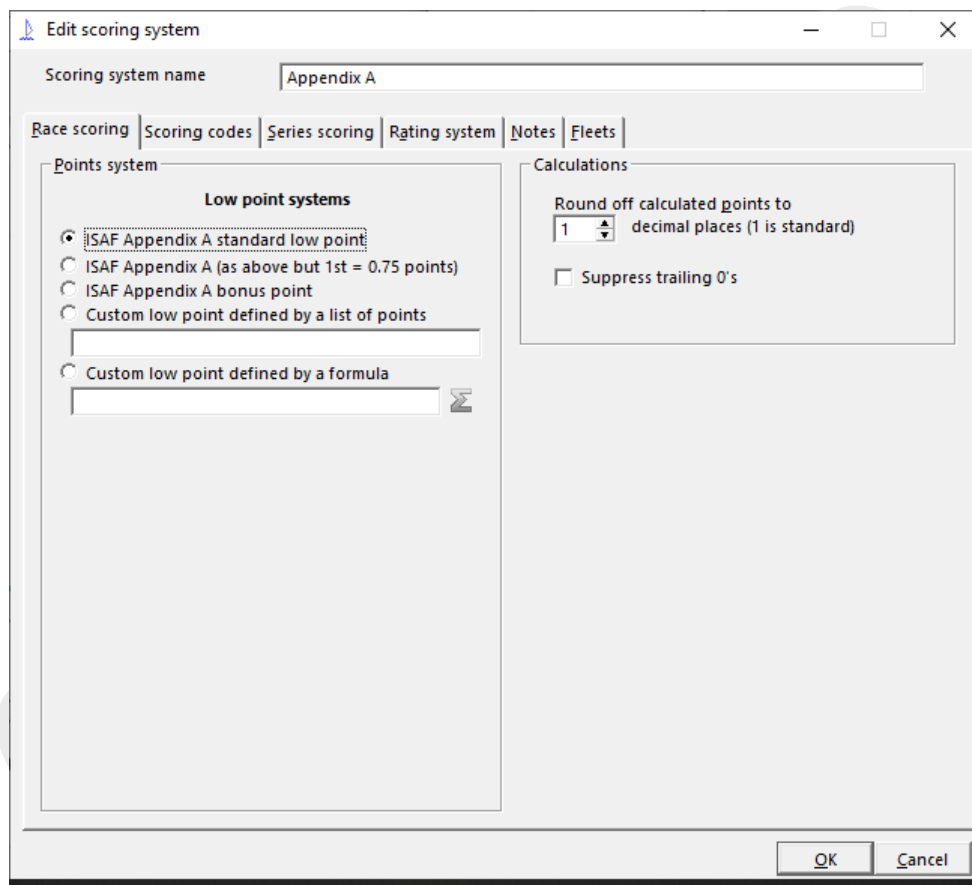 Edit scoring system
Scoring system name
Appendix A
Race scoring Scoring codes Series scoring Rating system Notes Fleets
Points system
Low point systems
ISAF Appendix A standard low point
ISAF Appendix A (as above but 1st = 0.75 points)
ISAF Appendix A bonus point
Custom low point defined by a list of points
Custom low point defined by a formula
Calculations
Round off calculated points to
1 decimal places (1 is standard)
Suppress trailing 0's
OK Cancel